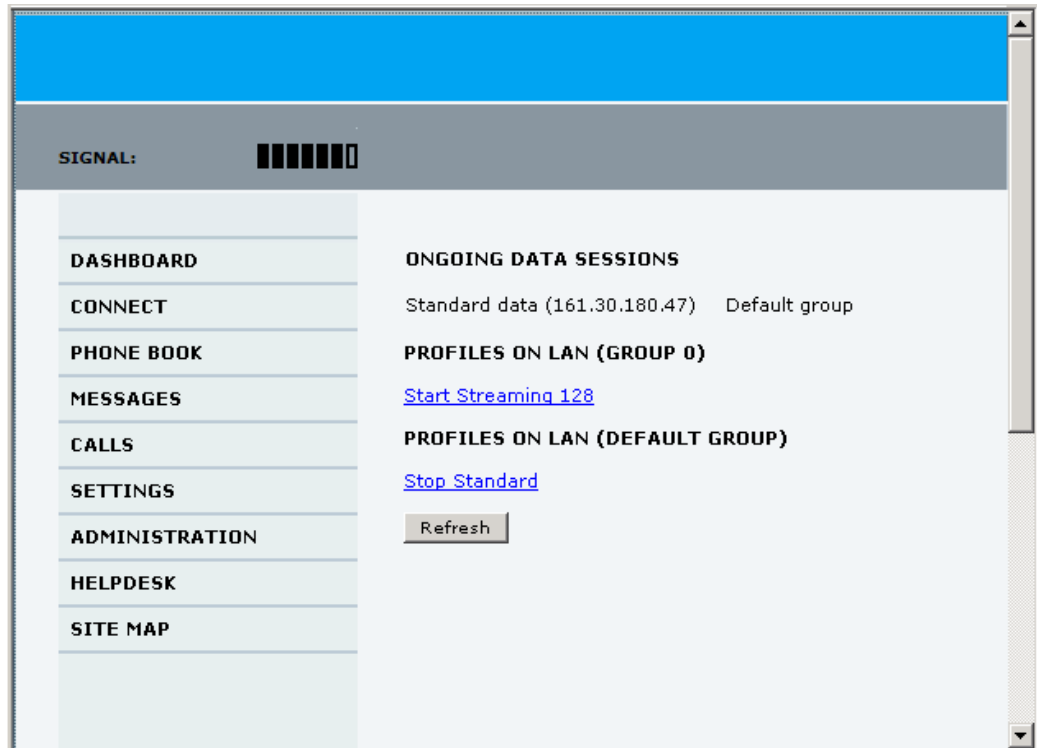 SIGNAL:
DASHBOARD
CONNECT
PHONE BOOK
MESSAGES
CALLS
SETTINGS
ADMINISTRATION
HELPDESK
SITE MAP
ONGOING DATA SESSIONS
Standard data (161.30.180.47) Default group
PROFILES ON LAN (GROUP 0)
Start Streaming 128
PROFILES ON LAN (DEFAULT GROUP)
Stop Standard
Refresh